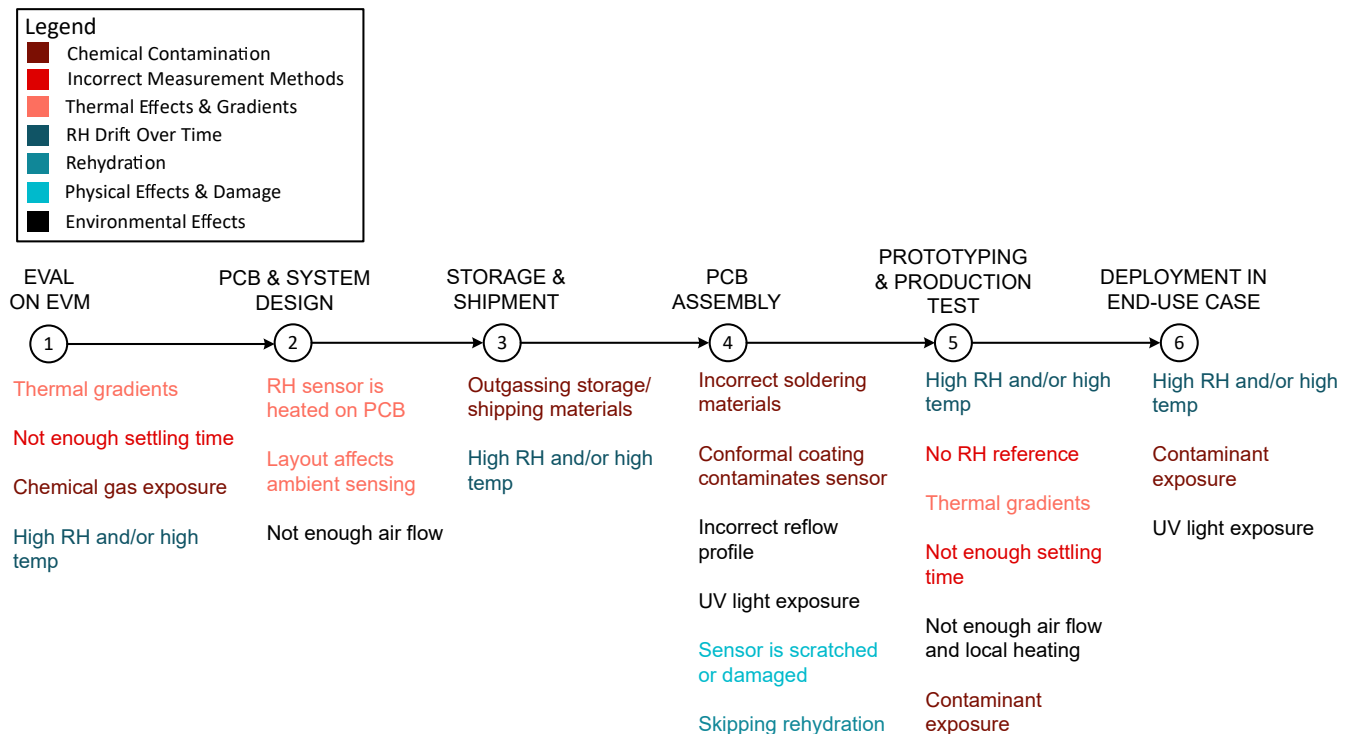 Legend
Chemical Contamination
Incorrect Measurement Methods
Thermal Effects & Gradients
RH Drift Over Time
Rehydration
Physical Effects & Damage
Environmental Effects
EVAL
ON EVM
1
Thermal gradients
Not enough settling time
Chemical gas exposure
High RH and/or high
temp
PCB & SYSTEM
DESIGN
2
RH sensor is
heated on PCB
Layout affects
ambient sensing
Not enough air flow
STORAGE &
SHIPMENT
3
Outgassing storage/
shipping materials
High RH and/or high
temp
PCB
ASSEMBLY
4
Incorrect soldering
materials
Conformal coating
contaminates sensor
Incorrect reflow
profile
UV light exposure
Sensor is scratched
or damaged
Skipping rehydration
PROTOTYPING
& PRODUCTION
TEST
5
High RH and/or high
temp
No RH reference
Thermal gradients
Not enough settling
time
Not enough air flow
and local heating
Contaminant
exposure
DEPLOYMENT IN
END-USE CASE
6
High RH and/or high
temp
Contaminant
exposure
UV light exposure